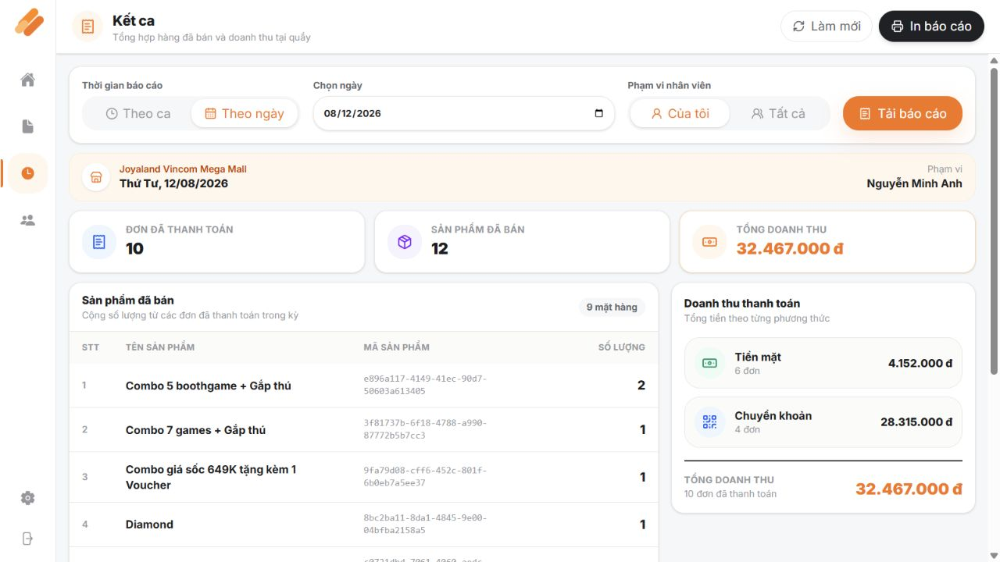 Kết ca
Tổng hợp hàng đã bán và doanh thu tại quầy
Làm mới
In báo cáo
Thời gian báo cáo
Theo ca
Theo ngày
Chọn ngày
08/12/2026
Phạm vi nhân viên
Của tôi
Tất cả
Tải báo cáo
Joyaland Vincom Mega Mall
Thứ Tư, 12/08/2026
Phạm vi
Nguyễn Minh Anh
ĐƠN ĐÃ THANH TOÁN
10
SẢN PHẨM ĐÃ BÁN
12
TỔNG DOANH THU
32.467.000 đ
Sản phẩm đã bán
Cộng số lượng từ các đơn đã thanh toán trong kỳ
9 mặt hàng
STT TÊN SẢN PHẨM MÃ SẢN PHẨM SỐ LƯỢNG
1 Combo 5 boothgame + Gắp thú e896a117-4149-41ec-90d7-
50603a613405 2
2 Combo 7 games + Gắp thú 3f81737b-6f18-4788-a990-
87772b5b7cc3 1
3 Combo giá sốc 649K tặng kèm 1
Voucher 9fa79d08-cff6-452c-801f-
6b0eb7a5ee37 1
4 Diamond 8bc2ba11-8da1-4845-9e00-
04bfba2158a5 1
Doanh thu thanh toán
Tổng tiền theo từng phương thức
Tiền mặt
6 đơn
4.152.000 đ
Chuyển khoản
4 đơn
28.315.000 đ
TỔNG DOANH THU
10 đơn đã thanh toán
32.467.000 đ